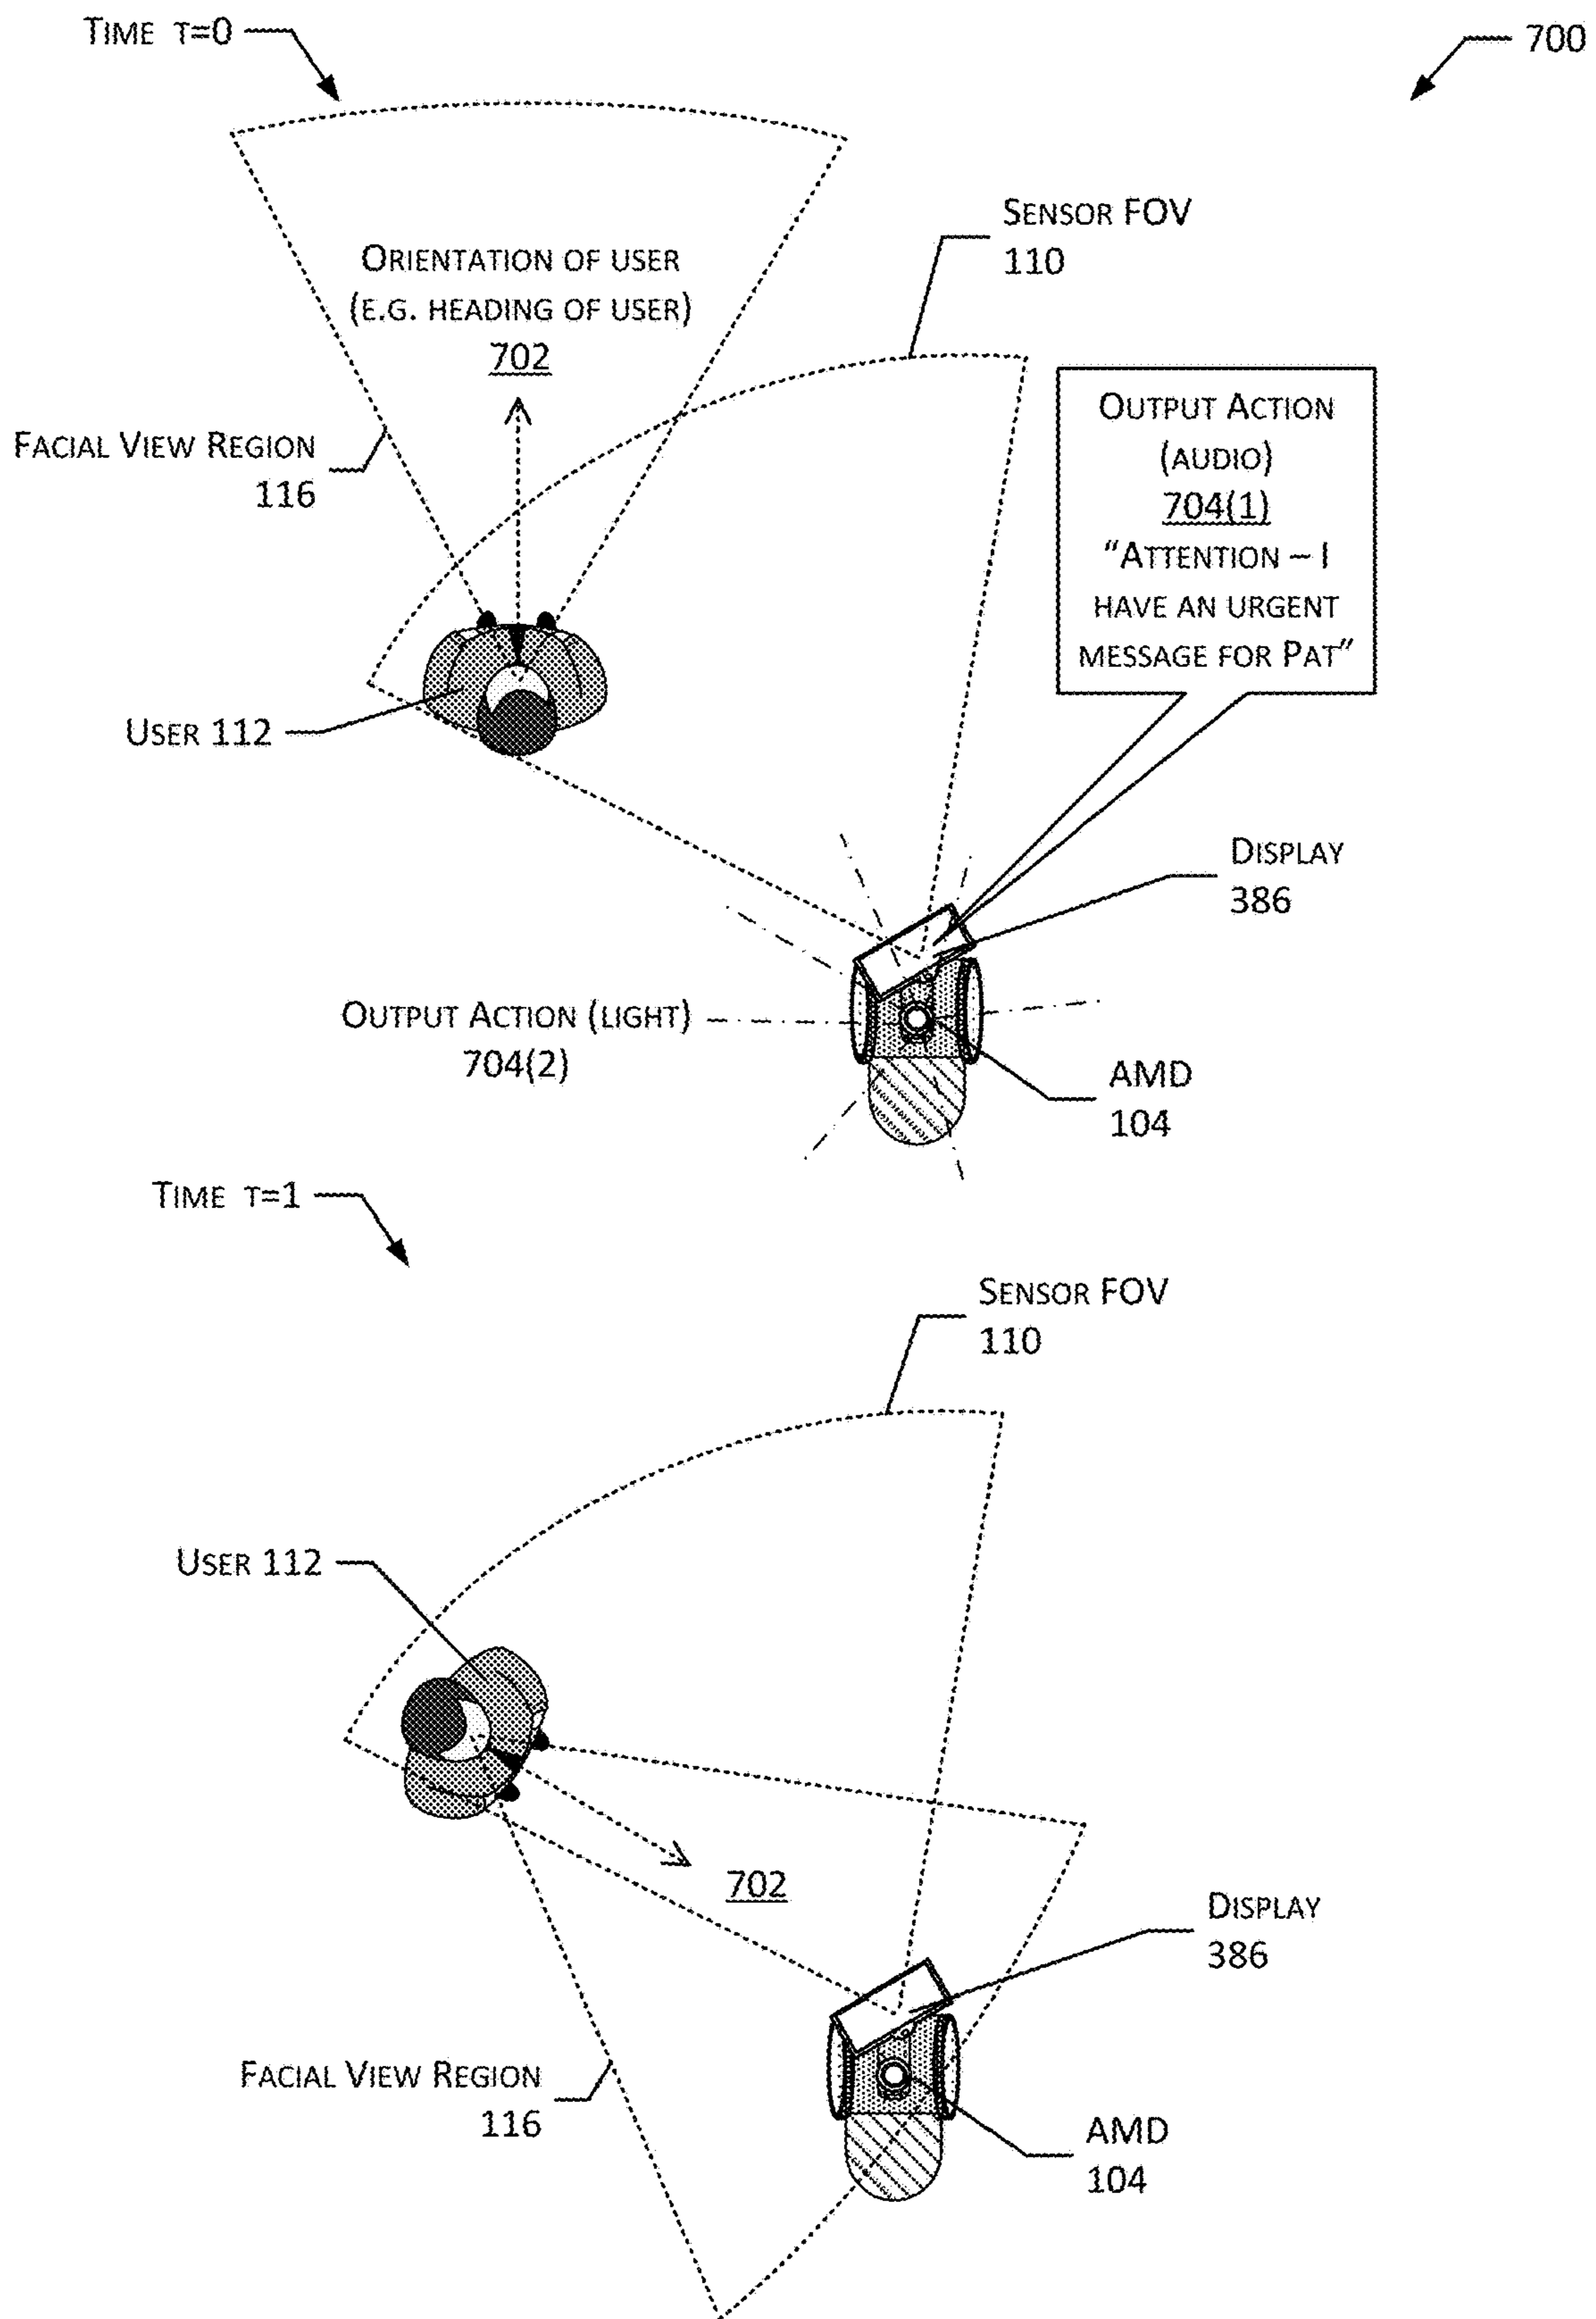 TIME T=0
700
SENSOR FOV
110
ORIENTATION OF USER
(E.G. HEADING OF USER)
702
OUTPUT ACTION
(AUDIO)
704(1)
“ATTENTION – I
HAVE AN URGENT
MESSAGE FOR PAT”
FACIAL VIEW REGION
116
USER 112
DISPLAY
386
OUTPUT ACTION (LIGHT)
704(2)
AMD
104
TIME T=1
SENSOR FOV
110
USER 112
702
DISPLAY
386
FACIAL VIEW REGION
116
AMD
104